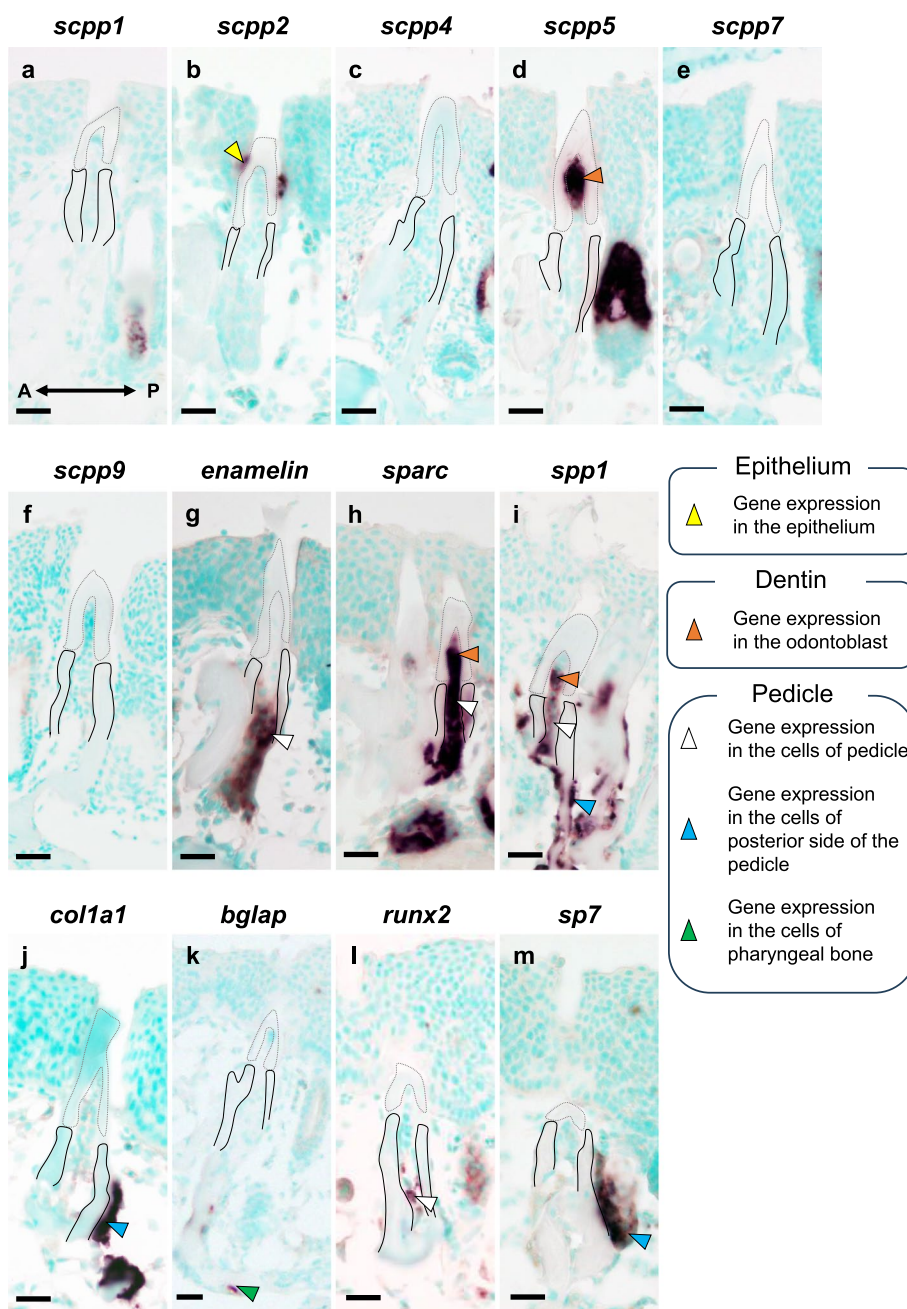 scpp1 scpp2 scpp4 scpp5 scpp7
a b c d e
A P
scpp9 enamelin sparc spp1
f g h i
Epithelium
Gene expression
in the epithelium
Dentin
Gene expression
in the odontoblast
Pedicle
Gene expression
in the cells of pedicle
Gene expression
in the cells of
posterior side of the
pedicle
Gene expression
in the cells of
pharyngeal bone
col1a1 bglap runx2 sp7
j k l m